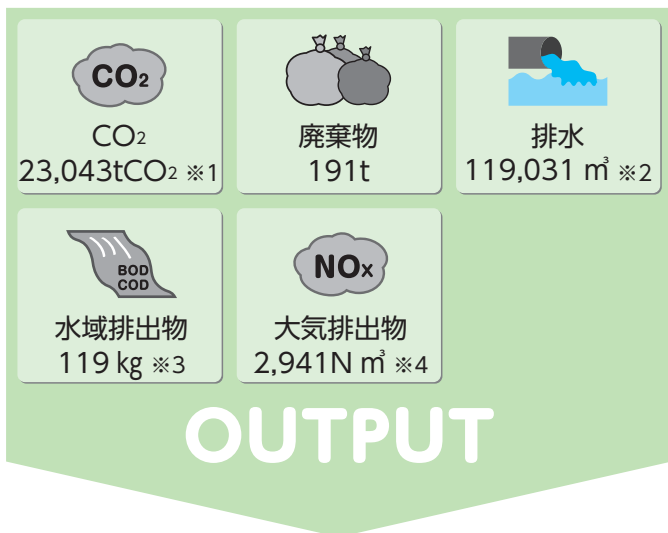 CO₂
CO₂
23,043tCO₂ ※1
廃棄物
191t
排水
119,031 ㎥ ※2
BOD
COD
水域排出物
119 kg ※3
NOx
大気排出物
2,941N ㎥ ※4
OUTPUT